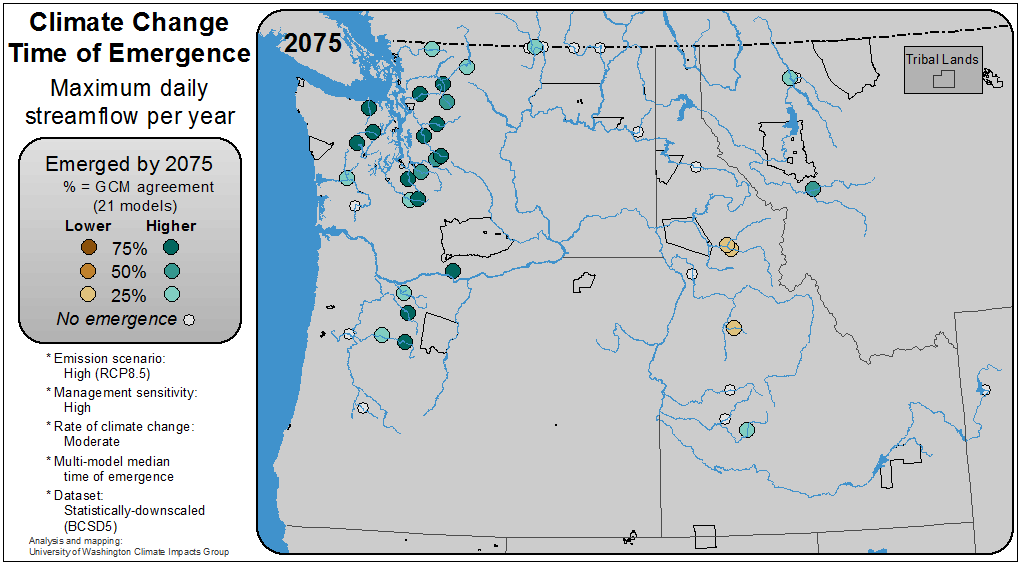 Climate Change
Time of Emergence
Maximum daily
streamflow per year
Emerged by 2075
% = GCM agreement
(21 models)
Lower Higher
75%
50%
25%
No emergence
* Emission scenario:
High (RCP8.5)
* Management sensitivity:
High
* Rate of climate change:
Moderate
* Multi-model median
time of emergence
* Dataset:
Statistically-downscaled
(BCSD5)
Analysis and mapping:
University of Washington Climate Impacts Group
2075
Tribal Lands